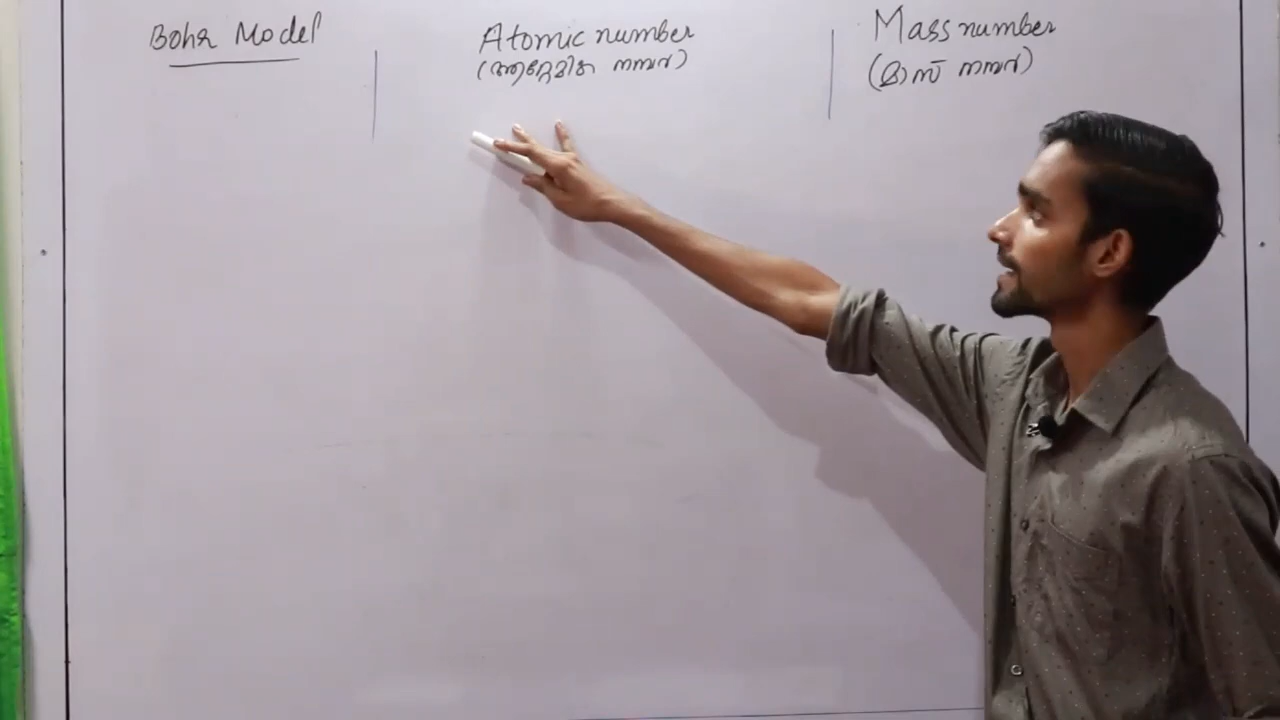 Bohr Model
Atomic number
(ആറ്റോമിക നമ്പർ)
Mass number
(മാസ് നമ്പർ)